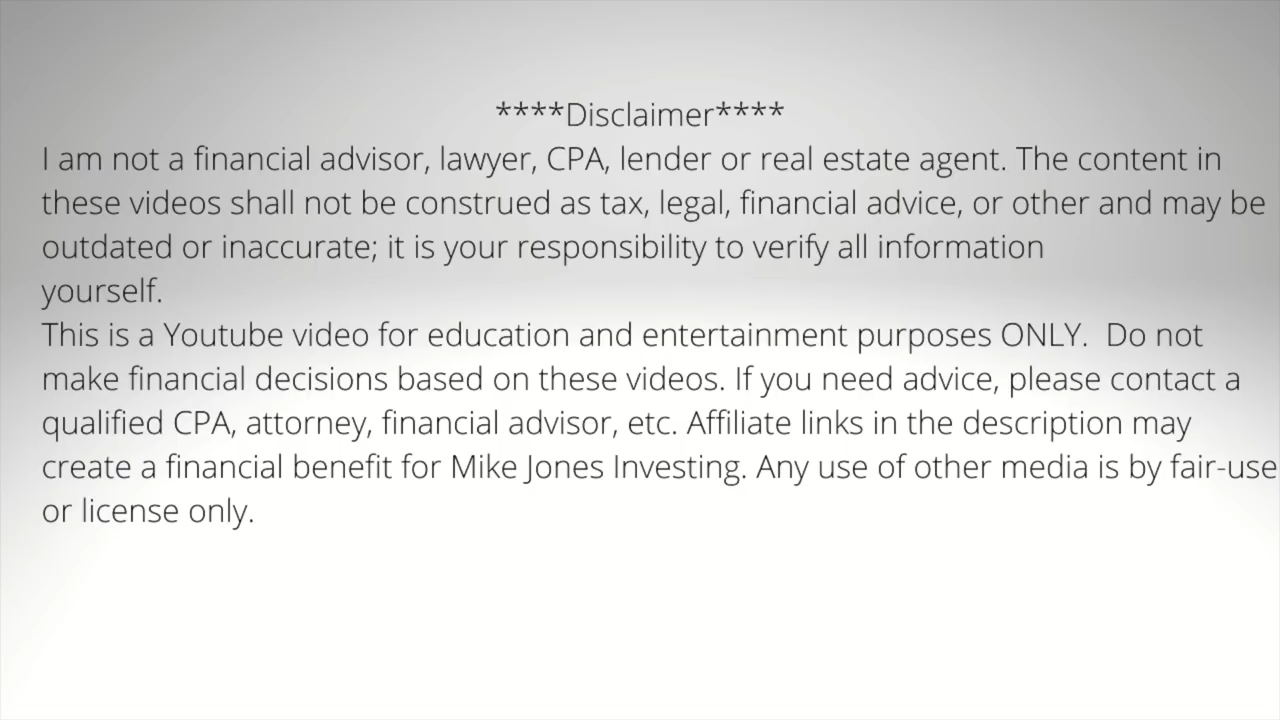 ****Disclaimer****
I am not a financial advisor, lawyer, CPA, lender or real estate agent. The content in
these videos shall not be construed as tax, legal, financial advice, or other and may be
outdated or inaccurate; it is your responsibility to verify all information
yourself.
This is a Youtube video for education and entertainment purposes ONLY.  Do not
make financial decisions based on these videos. If you need advice, please contact a
qualified CPA, attorney, financial advisor, etc. Affiliate links in the description may
create a financial benefit for Mike Jones Investing. Any use of other media is by fair-use
or license only.